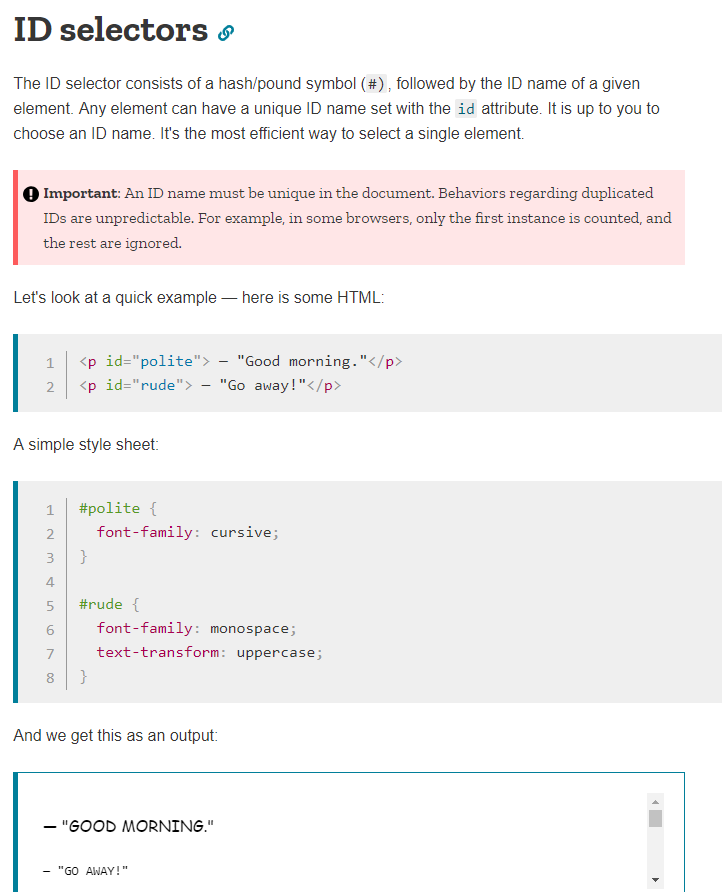 ID selectors
The ID selector consists of a hash/pound symbol (#), followed by the ID name of a given
element. Any element can have a unique ID name set with the id attribute. It is up to you to
choose an ID name. It's the most efficient way to select a single element.
Important: An ID name must be unique in the document. Behaviors regarding duplicated
IDs are unpredictable. For example, in some browsers, only the first instance is counted, and
the rest are ignored.
Let's look at a quick example — here is some HTML:
1 <p id="polite"> — "Good morning."</p>
2 <p id="rude"> — "Go away!"</p>
A simple style sheet:
1 #polite {
2   font-family: cursive;
3 }
4
5 #rude {
6   font-family: monospace;
7   text-transform: uppercase;
8 }
And we get this as an output:
— "GOOD MORNING."
— "GO AWAY!"